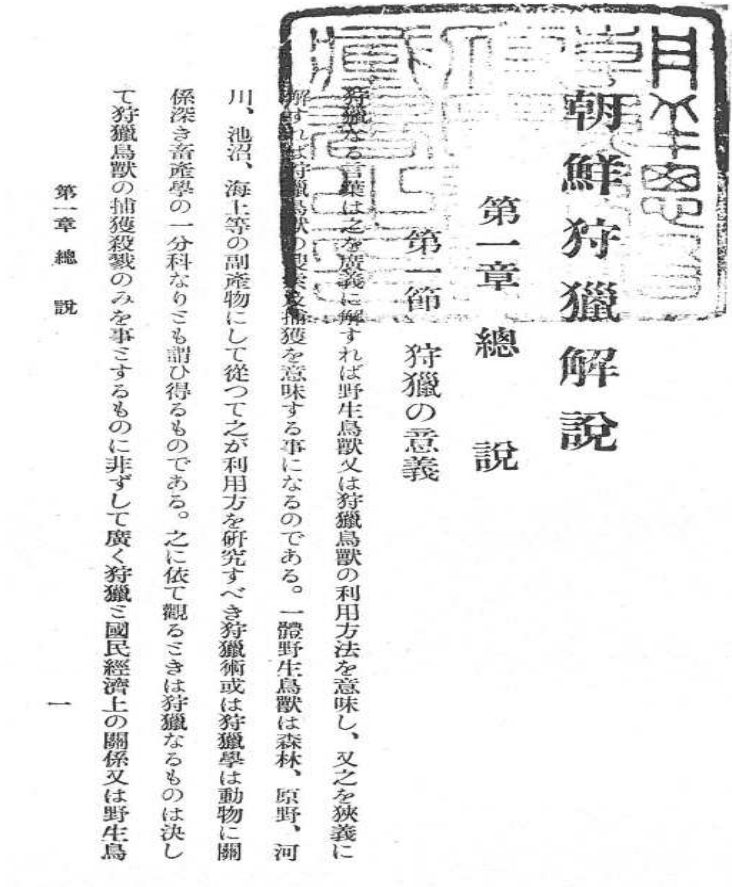 朝鮮狩獵解說
第一章 總 說
第一節 狩獵の意義
狩獵なる言葉は之を廣義に解すれば野生鳥獸又は狩獵鳥獸の利用方法を意味し、又之を狹義に
解すれば狩獵鳥獸の搜索及捕獲を意味する事になるのである。一體野生鳥獸は森林、原野、河
川、池沼、海上等の副產物にして從つて之が利用方を硏究すべき狩獵術或は狩獵學は動物に關
係深き畜產學の一分科なりとも謂ひ得るものである。之に依て觀るときは狩獵なるものは決し
て狩獵鳥獸の捕獲殺戮のみを事とするものに非ずして廣く狩獵と國民經濟上の關係又は野生鳥
第一章 總 說
一